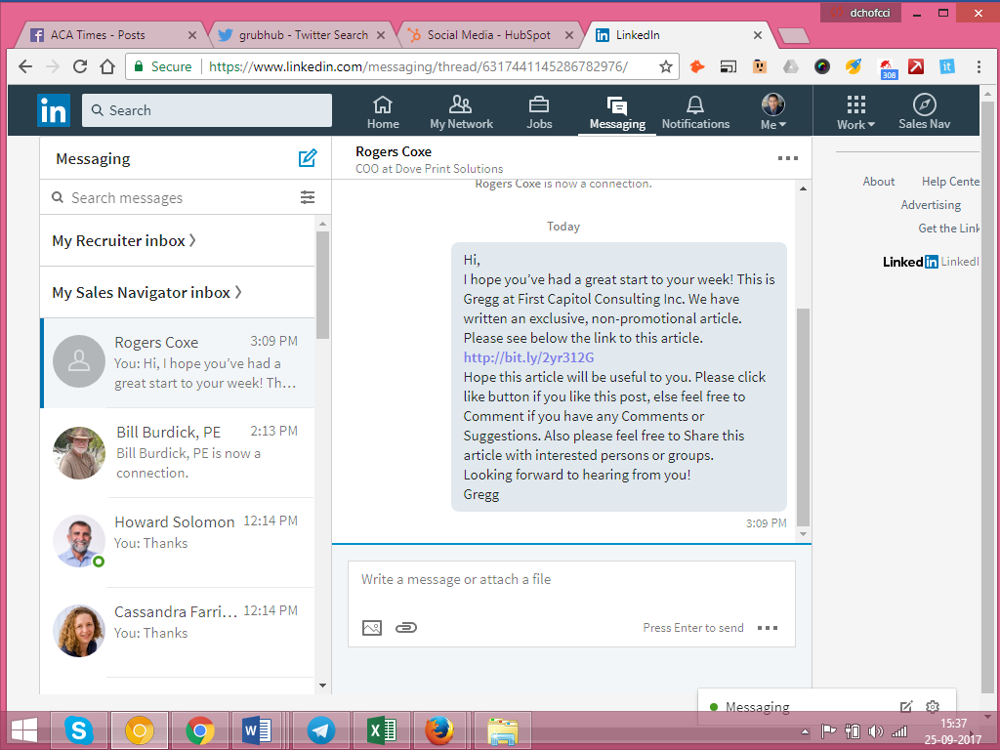 dchofcci
ACA Times - Posts
grubhub - Twitter Search
Social Media - HubSpot
LinkedIn
Secure
https://www.linkedin.com/messaging/thread/6317441145286782976/
308
it
in
Search
Home
My Network
Jobs
Messaging
Notifications
Me
Work
Sales Nav
Messaging
Search messages
My Recruiter inbox
My Sales Navigator inbox
Rogers Coxe 3:09 PM
You: Hi, I hope you’ve had a
great start to your week! Th…
Bill Burdick, PE 2:13 PM
Bill Burdick, PE is now a
connection.
Howard Solomon 12:14 PM
You: Thanks
Cassandra Farri… 12:14 PM
You: Thanks
Rogers Coxe
COO at Dove Print Solutions
Rogers Coxe is now a connection.
Today
Hi,
I hope you’ve had a great start to your week! This is
Gregg at First Capitol Consulting Inc. We have
written an exclusive, non-promotional article.
Please see below the link to this article.
http://bit.ly/2yr312G
Hope this article will be useful to you. Please click
like button if you like this post, else feel free to
Comment if you have any Comments or
Suggestions. Also please feel free to Share this
article with interested persons or groups.
Looking forward to hearing from you!
Gregg
3:09 PM
Write a message or attach a file
Press Enter to send
About Help Cente
Advertising
Get the Link
Linked in LinkedI
Messaging
15:37
25-09-2017